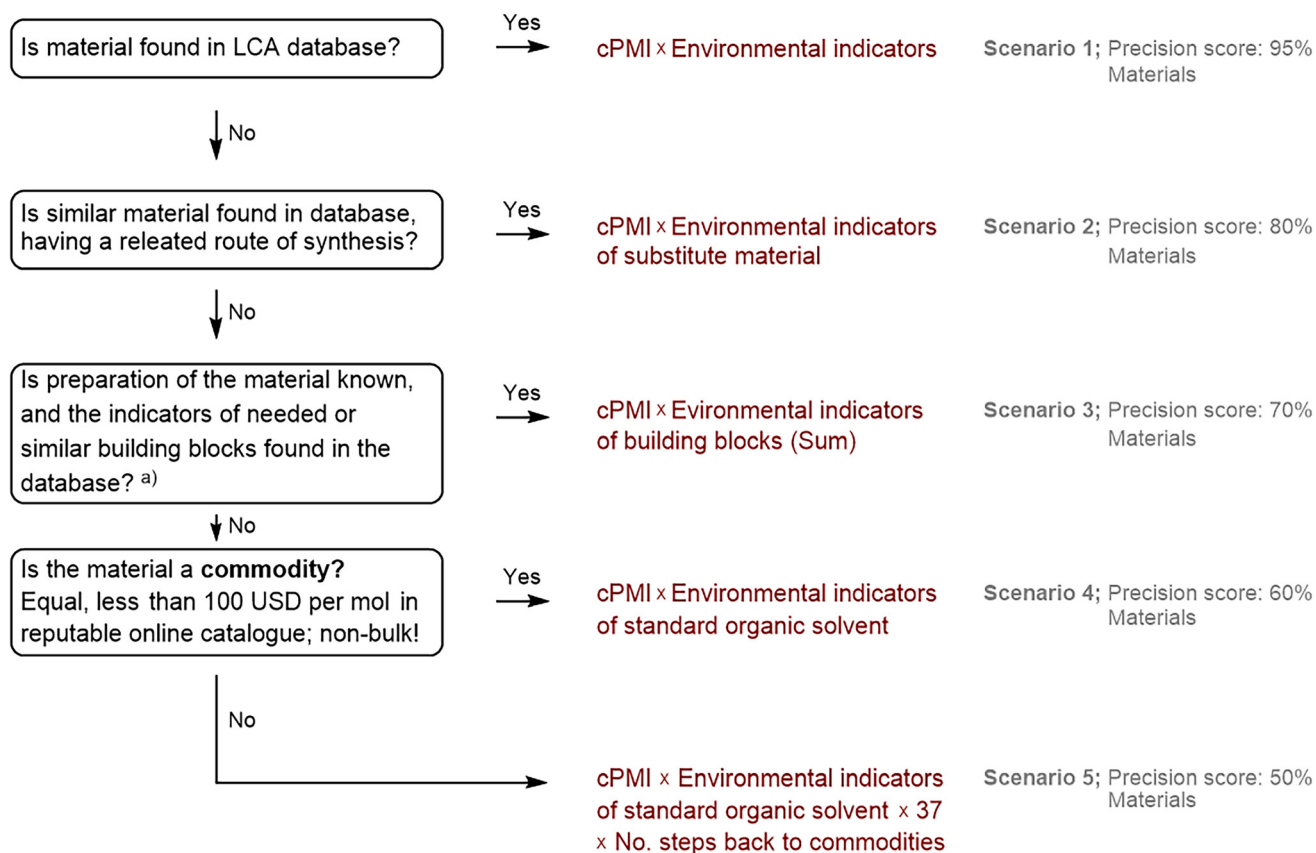 Is material found in LCA database?
Yes
cPMI x Environmental indicators
Scenario 1; Precision score: 95%
Materials
No
Is similar material found in database,
having a releated route of synthesis?
Yes
cPMI x Environmental indicators
of substitute material
Scenario 2; Precision score: 80%
Materials
No
Is preparation of the material known,
and the indicators of needed or
similar building blocks found in the
database? a)
Yes
cPMI x Evironmental indicators
of building blocks (Sum)
Scenario 3; Precision score: 70%
Materials
No
Is the material a commodity?
Equal, less than 100 USD per mol in
reputable online catalogue; non-bulk!
Yes
cPMI x Environmental indicators
of standard organic solvent
Scenario 4; Precision score: 60%
Materials
No
cPMI x Environmental indicators
of standard organic solvent x 37
x No. steps back to commodities
Scenario 5; Precision score: 50%
Materials